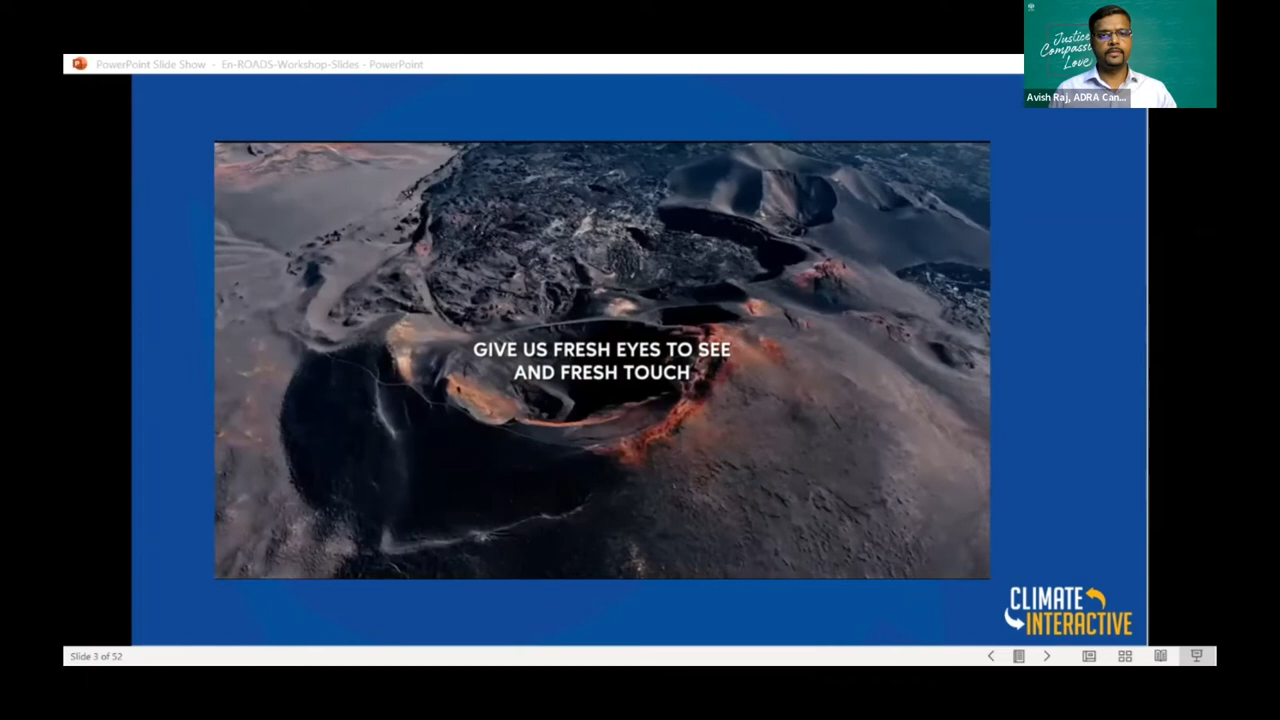 PowerPoint Slide Show - En-ROADS-Workshop-Slides - PowerPoint
Justice
Compassi
Love
Avish Raj, ADRA Can...
GIVE US FRESH EYES TO SEE
AND FRESH TOUCH
CLIMATE
INTERACTIVE
Slide 3 of 52